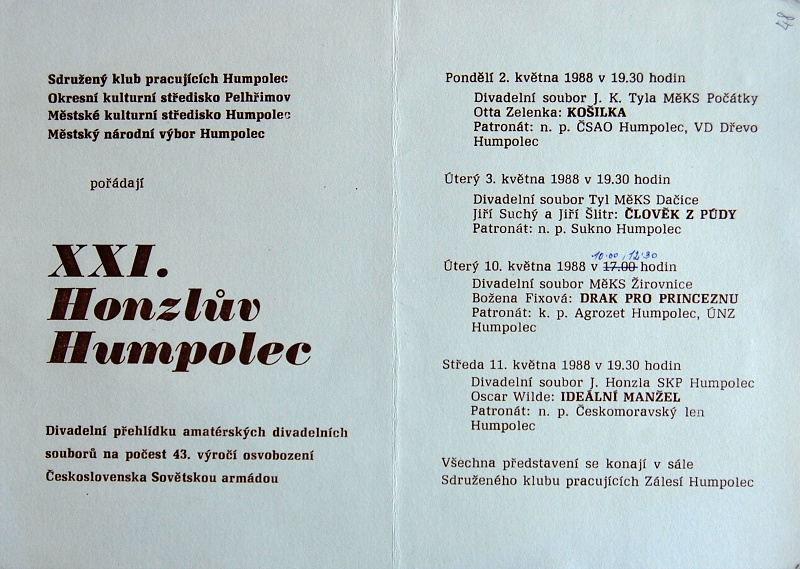 Sdružený klub pracujících Humpolec
Okresní kulturní středisko Pelhřimov
Městské kulturní středisko Humpolec
Městský národní výbor Humpolec
pořádají
XXI.
Honzlův
Humpolec
Divadelní přehlídku amatérských divadelních
souborů na počest 43. výročí osvobození
Československa Sovětskou armádou
48
Pondělí 2. května 1988 v 19.30 hodin
Divadelní soubor J. K. Tyla MěKS Počátky
Otta Zelenka: KOŠILKA
Patronát: n. p. ČSAO Humpolec, VD Dřevo
Humpolec
Úterý 3. května 1988 v 19.30 hodin
Divadelní soubor Tyl MěKS Dačice
Jiří Suchý a Jiří Šlitr: ČLOVĚK Z PŮDY
Patronát: n. p. Sukno Humpolec
10.00, 12.30
Úterý 10. května 1988 v 17.00 hodin
Divadelní soubor MěKS Žirovnice
Božena Fixová: DRAK PRO PRINCEZNU
Patronát: k. p. Agrozet Humpolec, ÚNZ
Humpolec
Středa 11. května 1988 v 19.30 hodin
Divadelní soubor J. Honzla SKP Humpolec
Oscar Wilde: IDEÁLNÍ MANŽEL
Patronát: n. p. Českomoravský len
Humpolec
Všechna představení se konají v sále
Sdruženého klubu pracujících Zálesí Humpolec